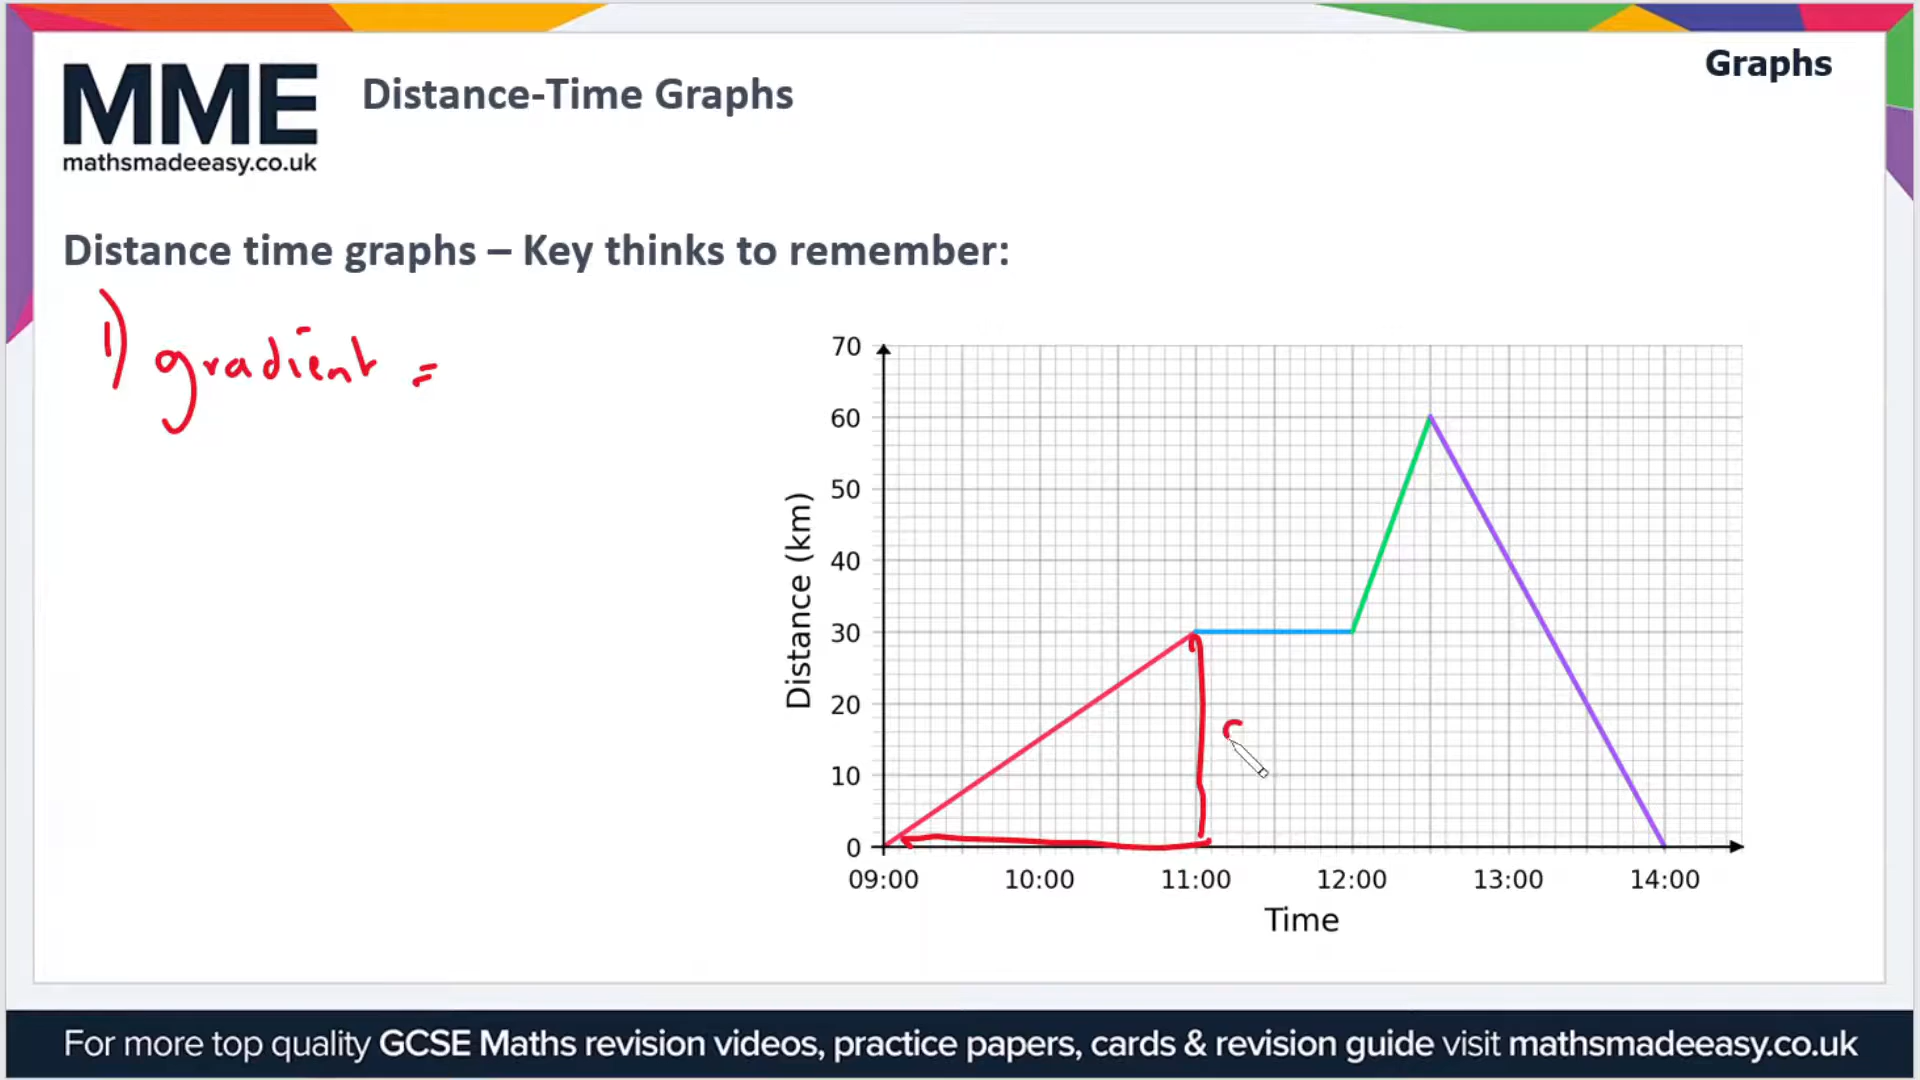 Graphs
MME
mathsmadeeasy.co.uk
Distance-Time Graphs
Distance time graphs – Key thinks to remember:
1) gradient =
70
60
50
40
30
20
10
0
Distance (km)
09:00 10:00 11:00 12:00 13:00 14:00
Time
For more top quality GCSE Maths revision videos, practice papers, cards & revision guide visit mathsmadeeasy.co.uk